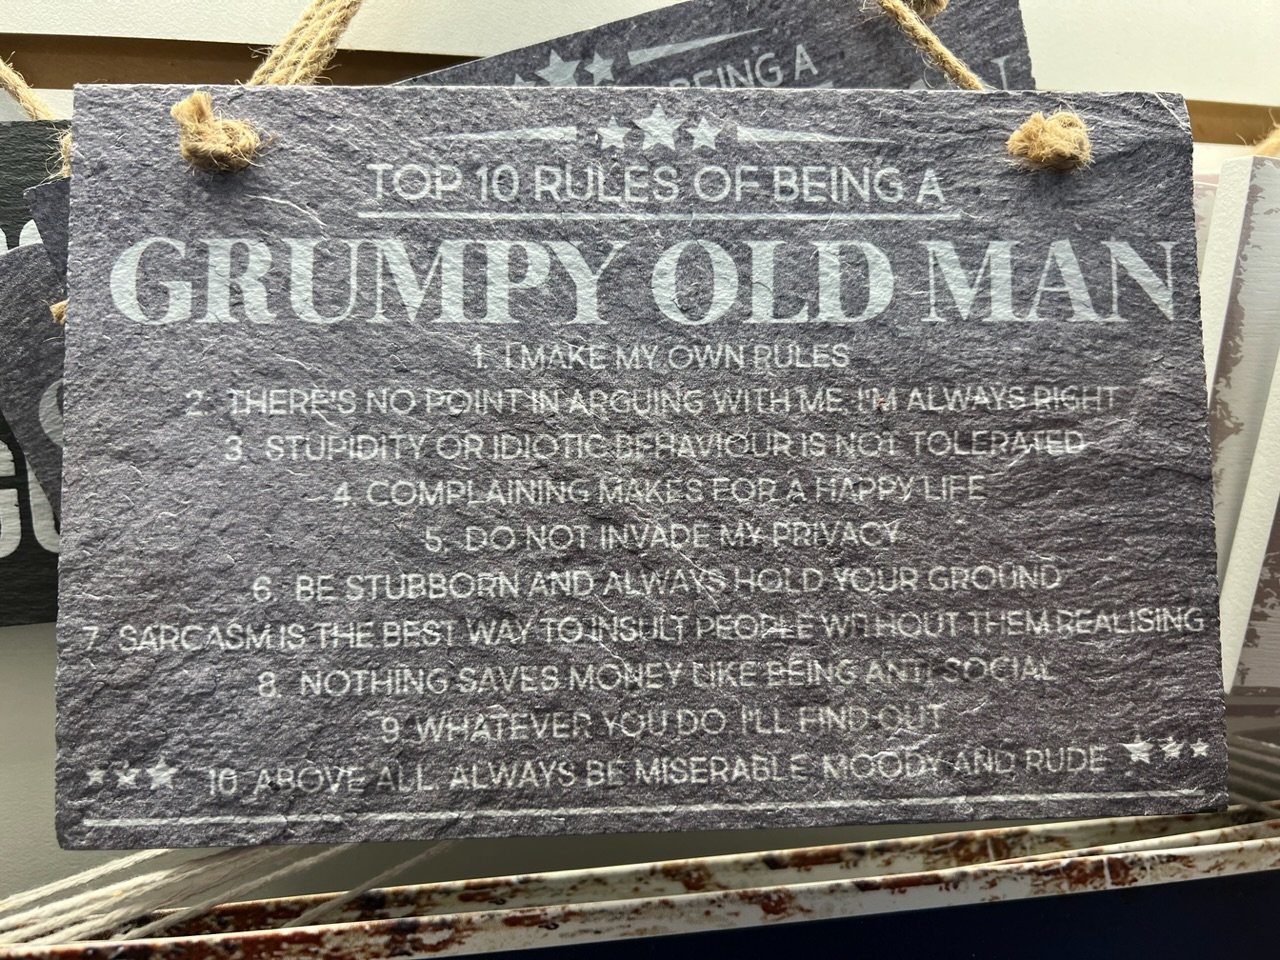 BEING A
TOP 10 RULES OF BEING A
GRUMPY OLD MAN
1. I MAKE MY OWN RULES
2. THERE'S NO POINT IN ARGUING WITH ME, I'M ALWAYS RIGHT
3. STUPIDITY OR IDIOTIC BEHAVIOUR IS NOT TOLERATED
4. COMPLAINING MAKES FOR A HAPPY LIFE
5. DO NOT INVADE MY PRIVACY
6. BE STUBBORN AND ALWAYS HOLD YOUR GROUND
7. SARCASM IS THE BEST WAY TO INSULT PEOPLE WITHOUT THEM REALISING
8. NOTHING SAVES MONEY LIKE BEING ANTI-SOCIAL
9. WHATEVER YOU DO I'LL FIND OUT
10. ABOVE ALL, ALWAYS BE MISERABLE MOODY AND RUDE